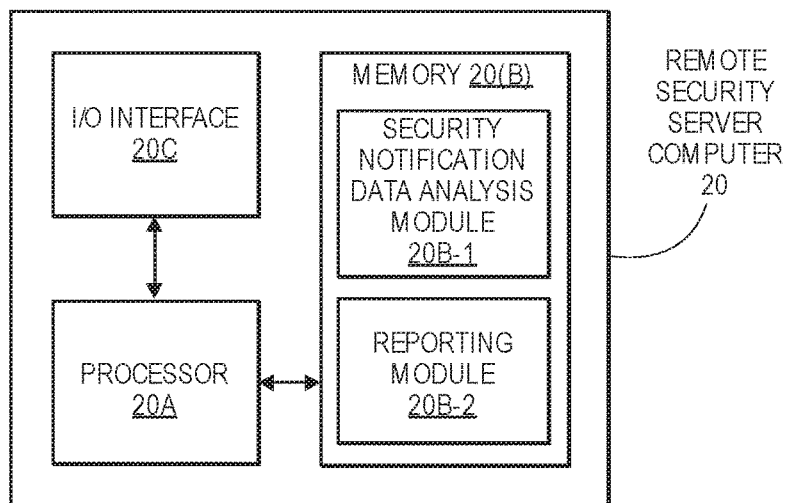 I/O INTERFACE
20C
PROCESSOR
20A
MEMORY 20(B)
SECURITY
NOTIFICATION
DATA ANALYSIS
MODULE
20B-1
REPORTING
MODULE
20B-2
REMOTE
SECURITY
SERVER
COMPUTER
20